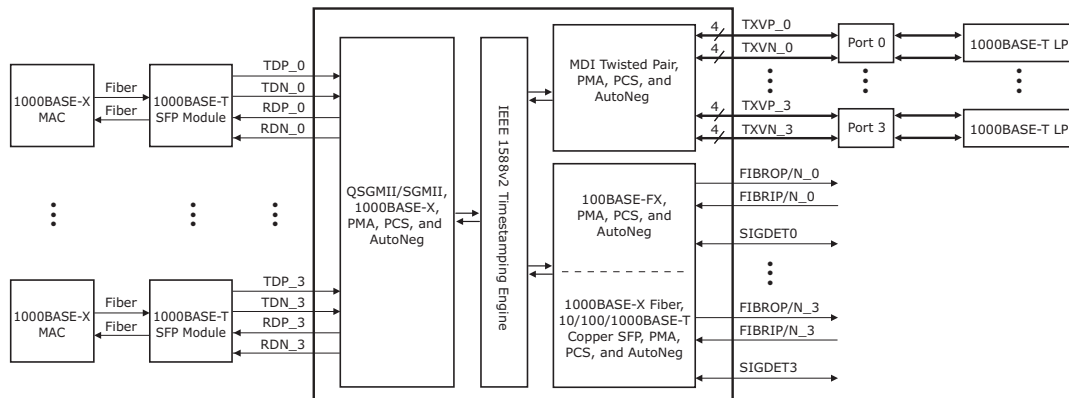 1000BASE-X
MAC
Fiber
Fiber
1000BASE-T
SFP Module
TDP_0
TDN_0
RDP_0
RDN_0
1000BASE-X
MAC
Fiber
Fiber
1000BASE-T
SFP Module
TDP_3
TDN_3
RDP_3
RDN_3
QSGMII/SGMII,
1000BASE-X,
PMA, PCS, and
AutoNeg
IEEE 1588v2 Timestamping Engine
MDI Twisted Pair,
PMA, PCS, and
AutoNeg
4 TXVP_0
4 TXVN_0
4 TXVP_3
4 TXVN_3
Port 0
Port 3
1000BASE-T LP
1000BASE-T LP
100BASE-FX,
PMA, PCS, and
AutoNeg
1000BASE-X Fiber,
10/100/1000BASE-T
Copper SFP, PMA,
PCS, and AutoNeg
FIBROP/N_0
FIBRIP/N_0
SIGDET0
FIBROP/N_3
FIBRIP/N_3
SIGDET3